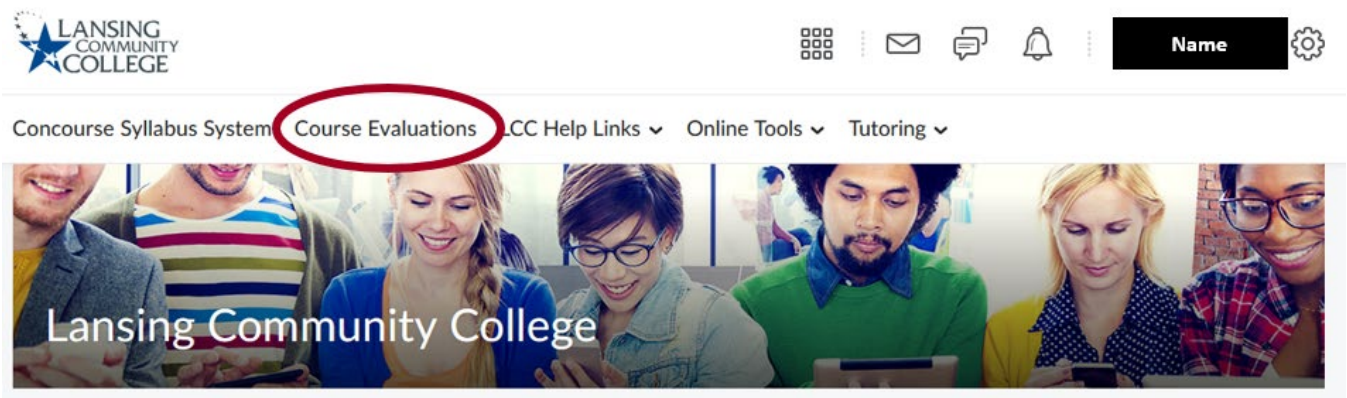 LANSING
COMMUNITY
COLLEGE
Name
Concourse Syllabus System Course Evaluations LCC Help Links Online Tools Tutoring
Lansing Community College